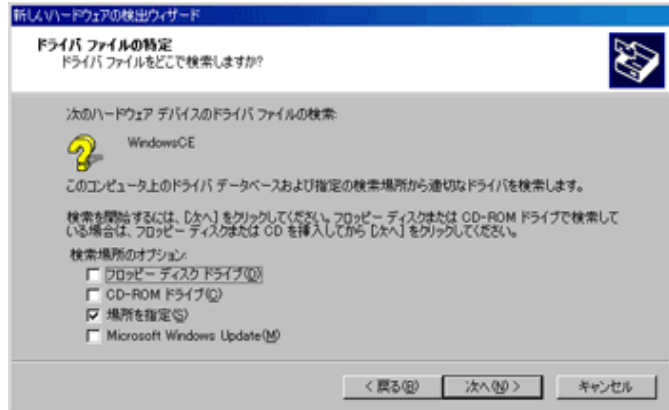 新しいハードウェアの検出ウィザード
ドライバ ファイルの特定
ドライバ ファイルをどこで検索しますか?
次のハードウェア デバイスのドライバ ファイルの検索:
WindowsCE
このコンピュータ上のドライバ データベースおよび指定の検索場所から適切なドライバを検索します。
検索を開始するには、[次へ] をクリックしてください。フロッピー ディスクまたは CD-ROM ドライブで検索して
いる場合は、フロッピー ディスクまたは CD を挿入してから [次へ] をクリックしてください。
検索場所のオプション:
フロッピー ディスク ドライブ(D)
CD-ROM ドライブ(C)
場所を指定(S)
Microsoft Windows Update(M)
< 戻る(B) 次へ(N) > キャンセル